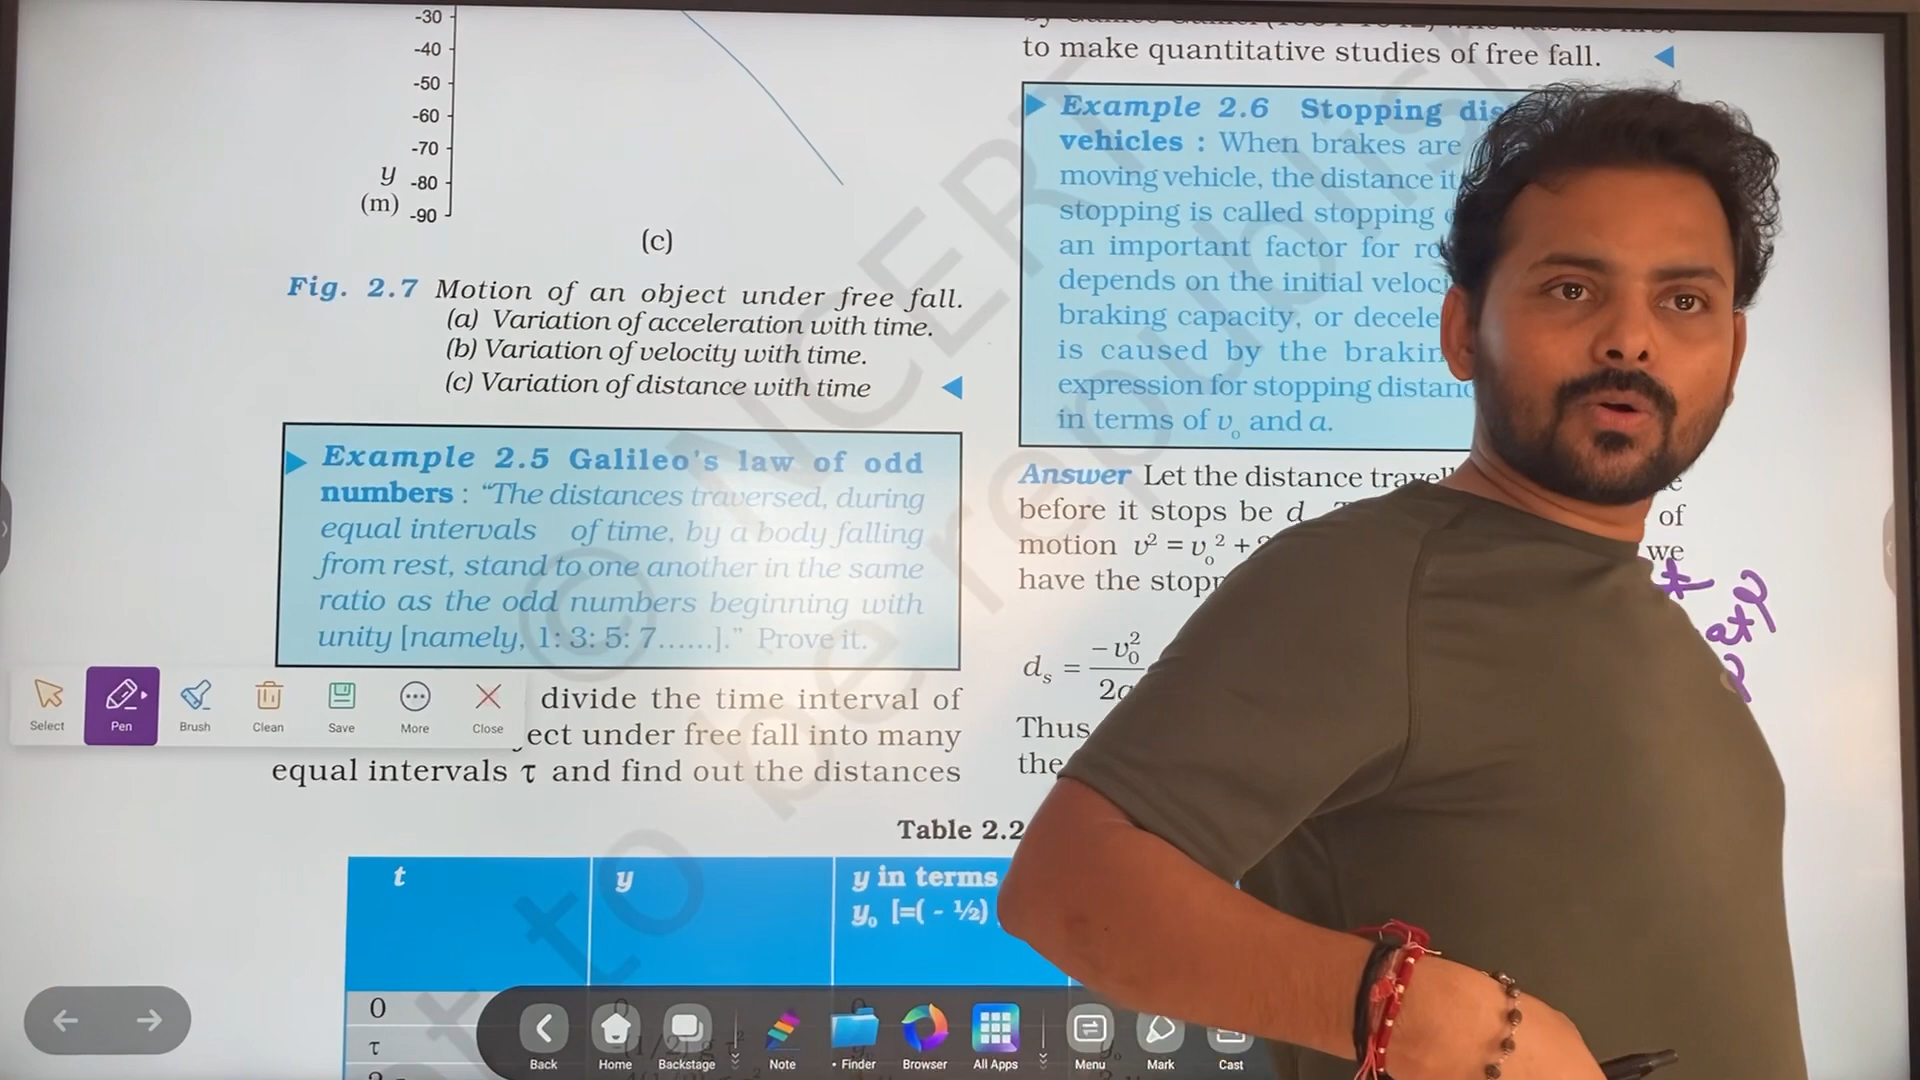 -30
-40
-50
-60
-70
y -80
(m) -90
(c)
Fig. 2.7 Motion of an object under free fall.
(a) Variation of acceleration with time.
(b) Variation of velocity with time.
(c) Variation of distance with time
Example 2.5 Galileo's law of odd
numbers : “The distances traversed, during
equal intervals of time, by a body falling
from rest, stand to one another in the same
ratio as the odd numbers beginning with
unity [namely, 1: 3: 5: 7......].” Prove it.
divide the time interval of
ect under free fall into many
equal intervals τ and find out the distances
to make quantitative studies of free fall.
Example 2.6 Stopping
vehicles : When brakes are
moving vehicle, the distance it
stopping is called stopping
an important factor for
depends on the initial
braking capacity, or
is caused by the
expression for stopping
in terms of v₀ and a.
Answer Let the distance
before it stops be d
of
motion v² = v₀² +
we
have the
dₛ = -v₀² / 2a
Thus
the
Table 2.2
t y y in terms
y₀ [=( - ½)
0
τ
© NCERT
to be republish
Select Pen Brush Clean Save More Close
Back Home Backstage Note Finder Browser All Apps Menu Mark Cast